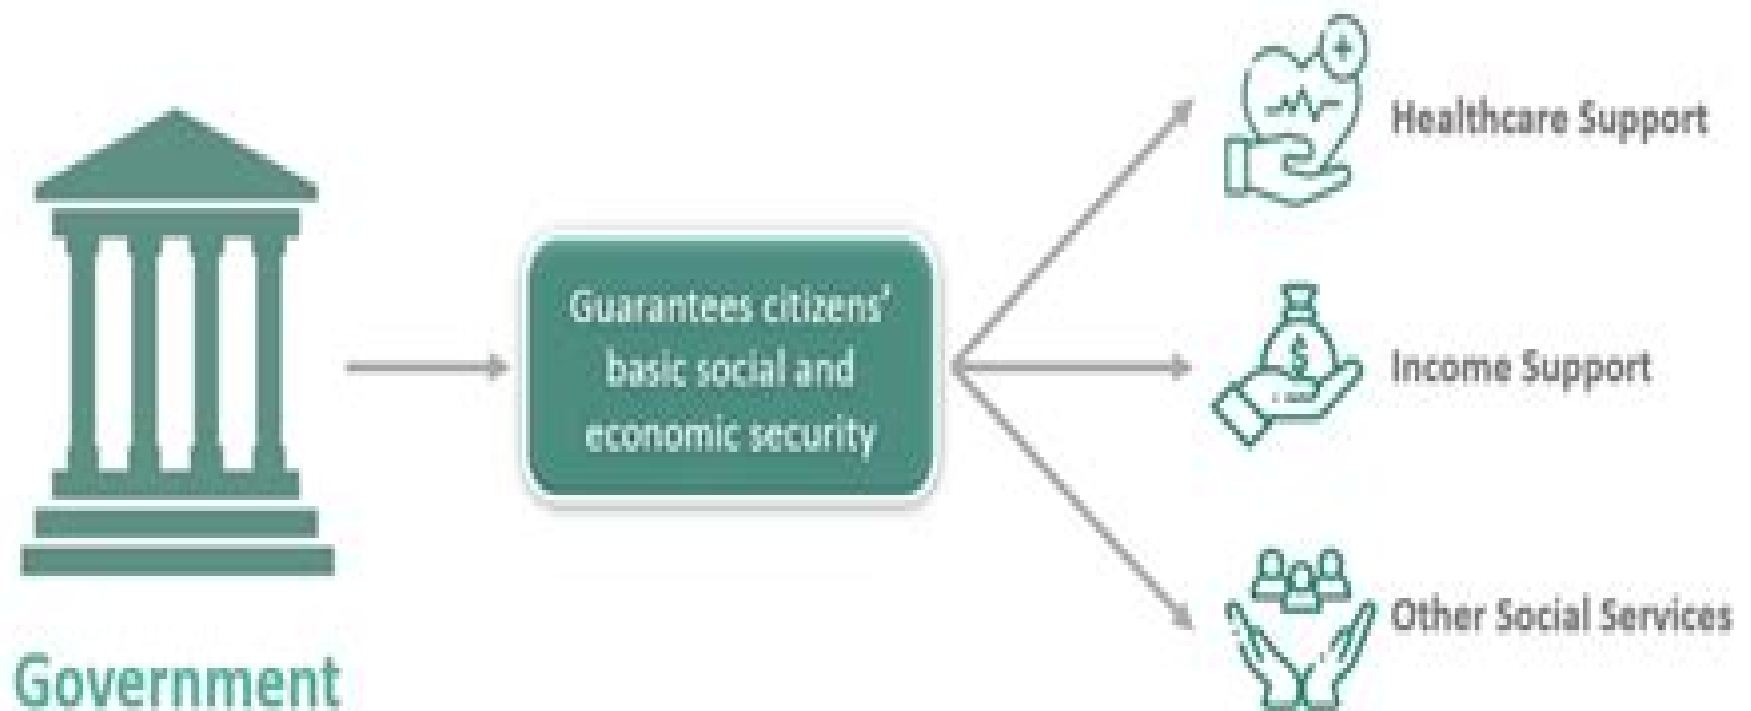 Government
Guarantees citizens'
basic social and
economic security
Healthcare Support
$
Income Support
Other Social Services